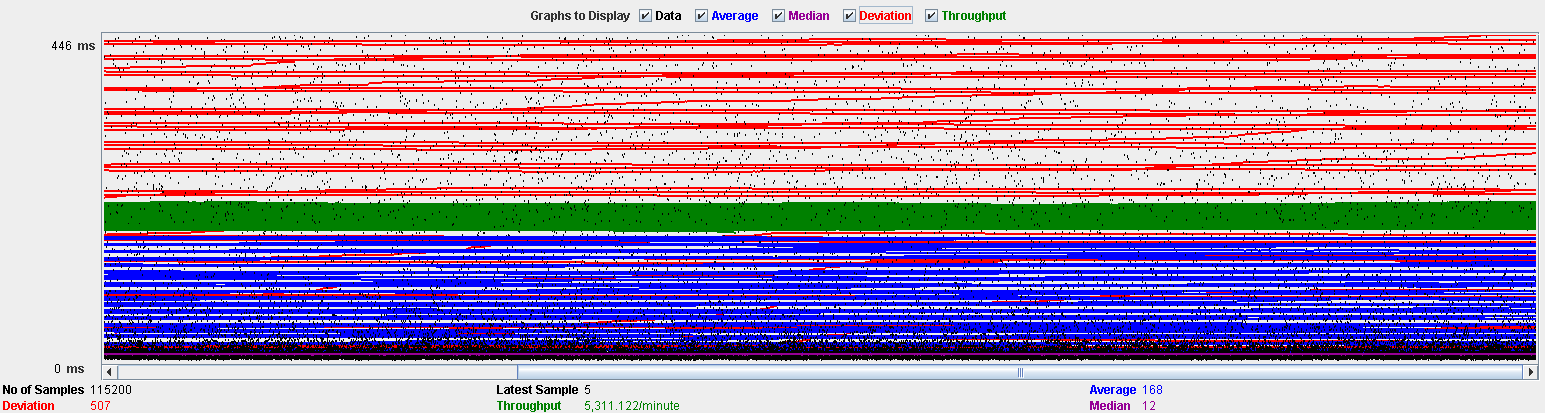 Graphs to Display Data Average Median Deviation Throughput
446 ms
0 ms
No of Samples 115200 Latest Sample 5 Average 168
Deviation 507 Throughput 5,311.122/minute Median 12